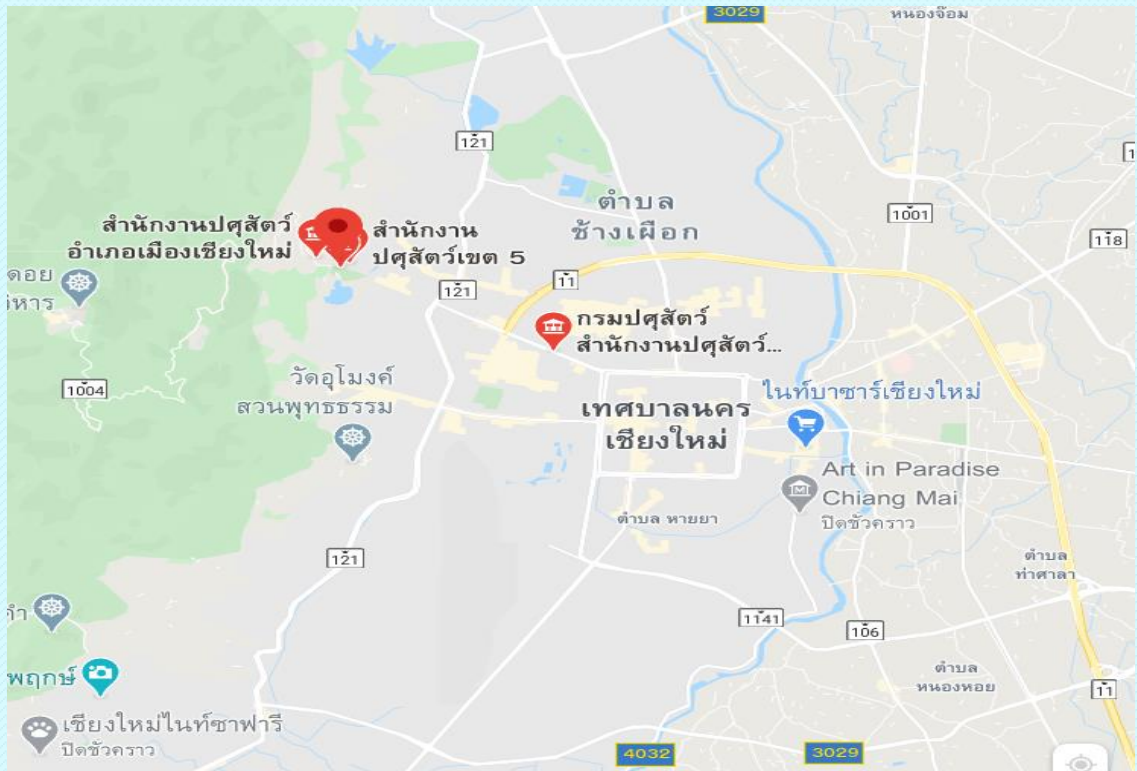 3029
หนองจ๊อม
121
ตำบล
ช้างเผือก
1001
118
สำนักงานปศุสัตว์
อำเภอเมืองเชียงใหม่
สำนักงาน
ปศุสัตว์เขต 5
ดอย
121
11
กรมปศุสัตว์
สำนักงานปศุสัตว์...
1004
วัดอุโมงค์
สวนพุทธธรรม
เทศบาลนคร
เชียงใหม่
ไนท์บาซาร์เชียงใหม่
Art in Paradise
Chiang Mai
ปิดชั่วคราว
ตำบล หายยา
121
ตำบล
ท่าศาลา
1141
106
ตำบล
หนองหอย
11
พฤกษ์
เชียงใหม่ไนท์ซาฟารี
ปิดชั่วคราว
4032
3029